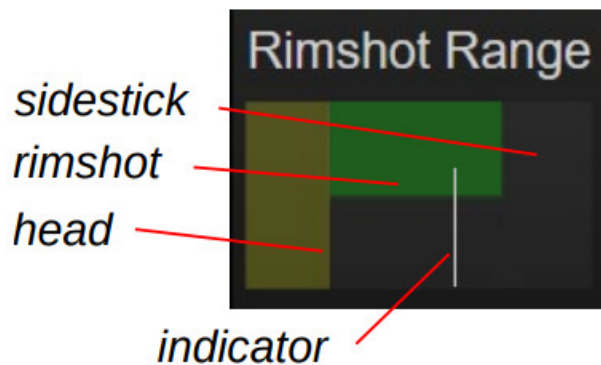 Rimshot Range
sidestick
rimshot
head
indicator